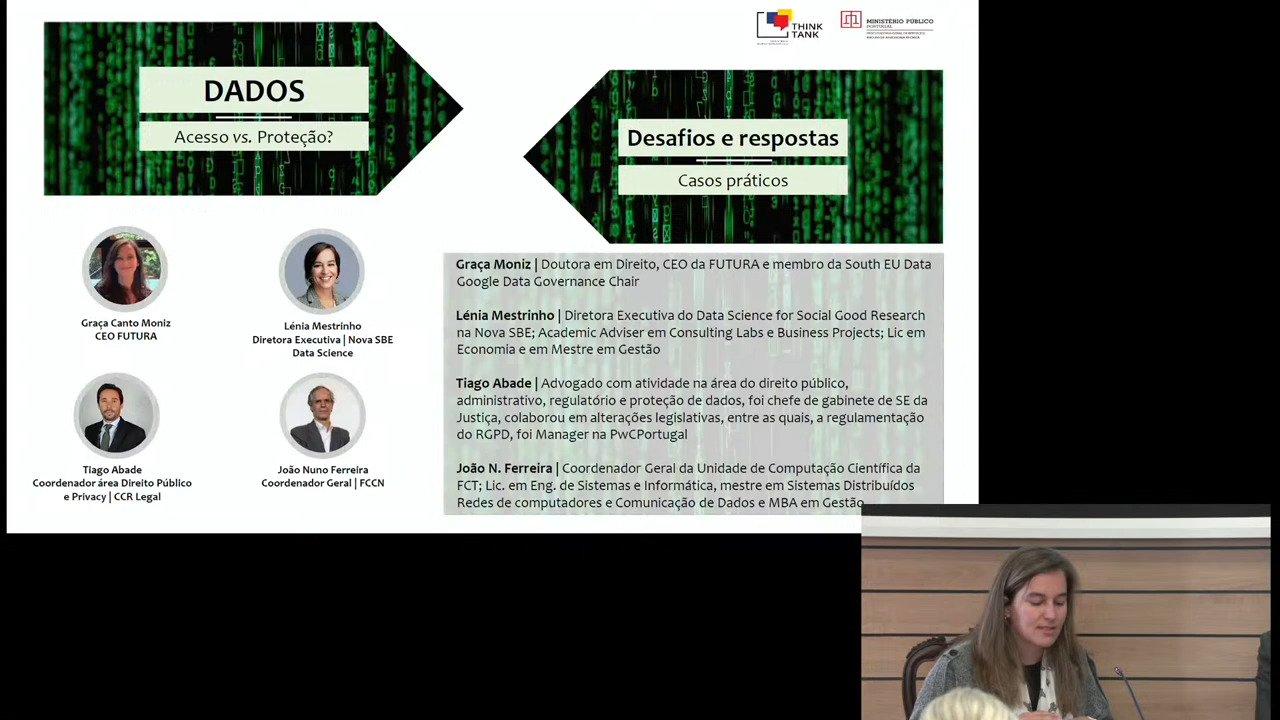 DADOS
Acesso vs. Proteção?
THINK
TANK
MINISTÉRIO PÚBLICO
PORTUGAL
Desafios e respostas
Casos práticos
Graça Canto Moniz
CEO FUTURA
Lénia Mestrinho
Diretora Executiva | Nova SBE
Data Science
Tiago Abade
Coordenador área Direito Público
e Privacy | CCR Legal
João Nuno Ferreira
Coordenador Geral | FCCN
Graça Moniz | Doutora em Direito, CEO da FUTURA e membro da South EU Data
Google Data Governance Chair
Lénia Mestrinho | Diretora Executiva do Data Science for Social Good Research
na Nova SBE; Academic Adviser em Consulting Labs e Business Projects; Lic em
Economia e em Mestre em Gestão
Tiago Abade | Advogado com atividade na área do direito público,
administrativo, regulatório e proteção de dados, foi chefe de gabinete de SE da
Justiça, colaborou em alterações legislativas, entre as quais, a regulamentação
do RGPD, foi Manager na PwCPortugal
João N. Ferreira | Coordenador Geral da Unidade de Computação Científica da
FCT; Lic. em Eng. de Sistemas e Informática, mestre em Sistemas Distribuídos
Redes de computadores e Comunicação de Dados e MBA em Gestão